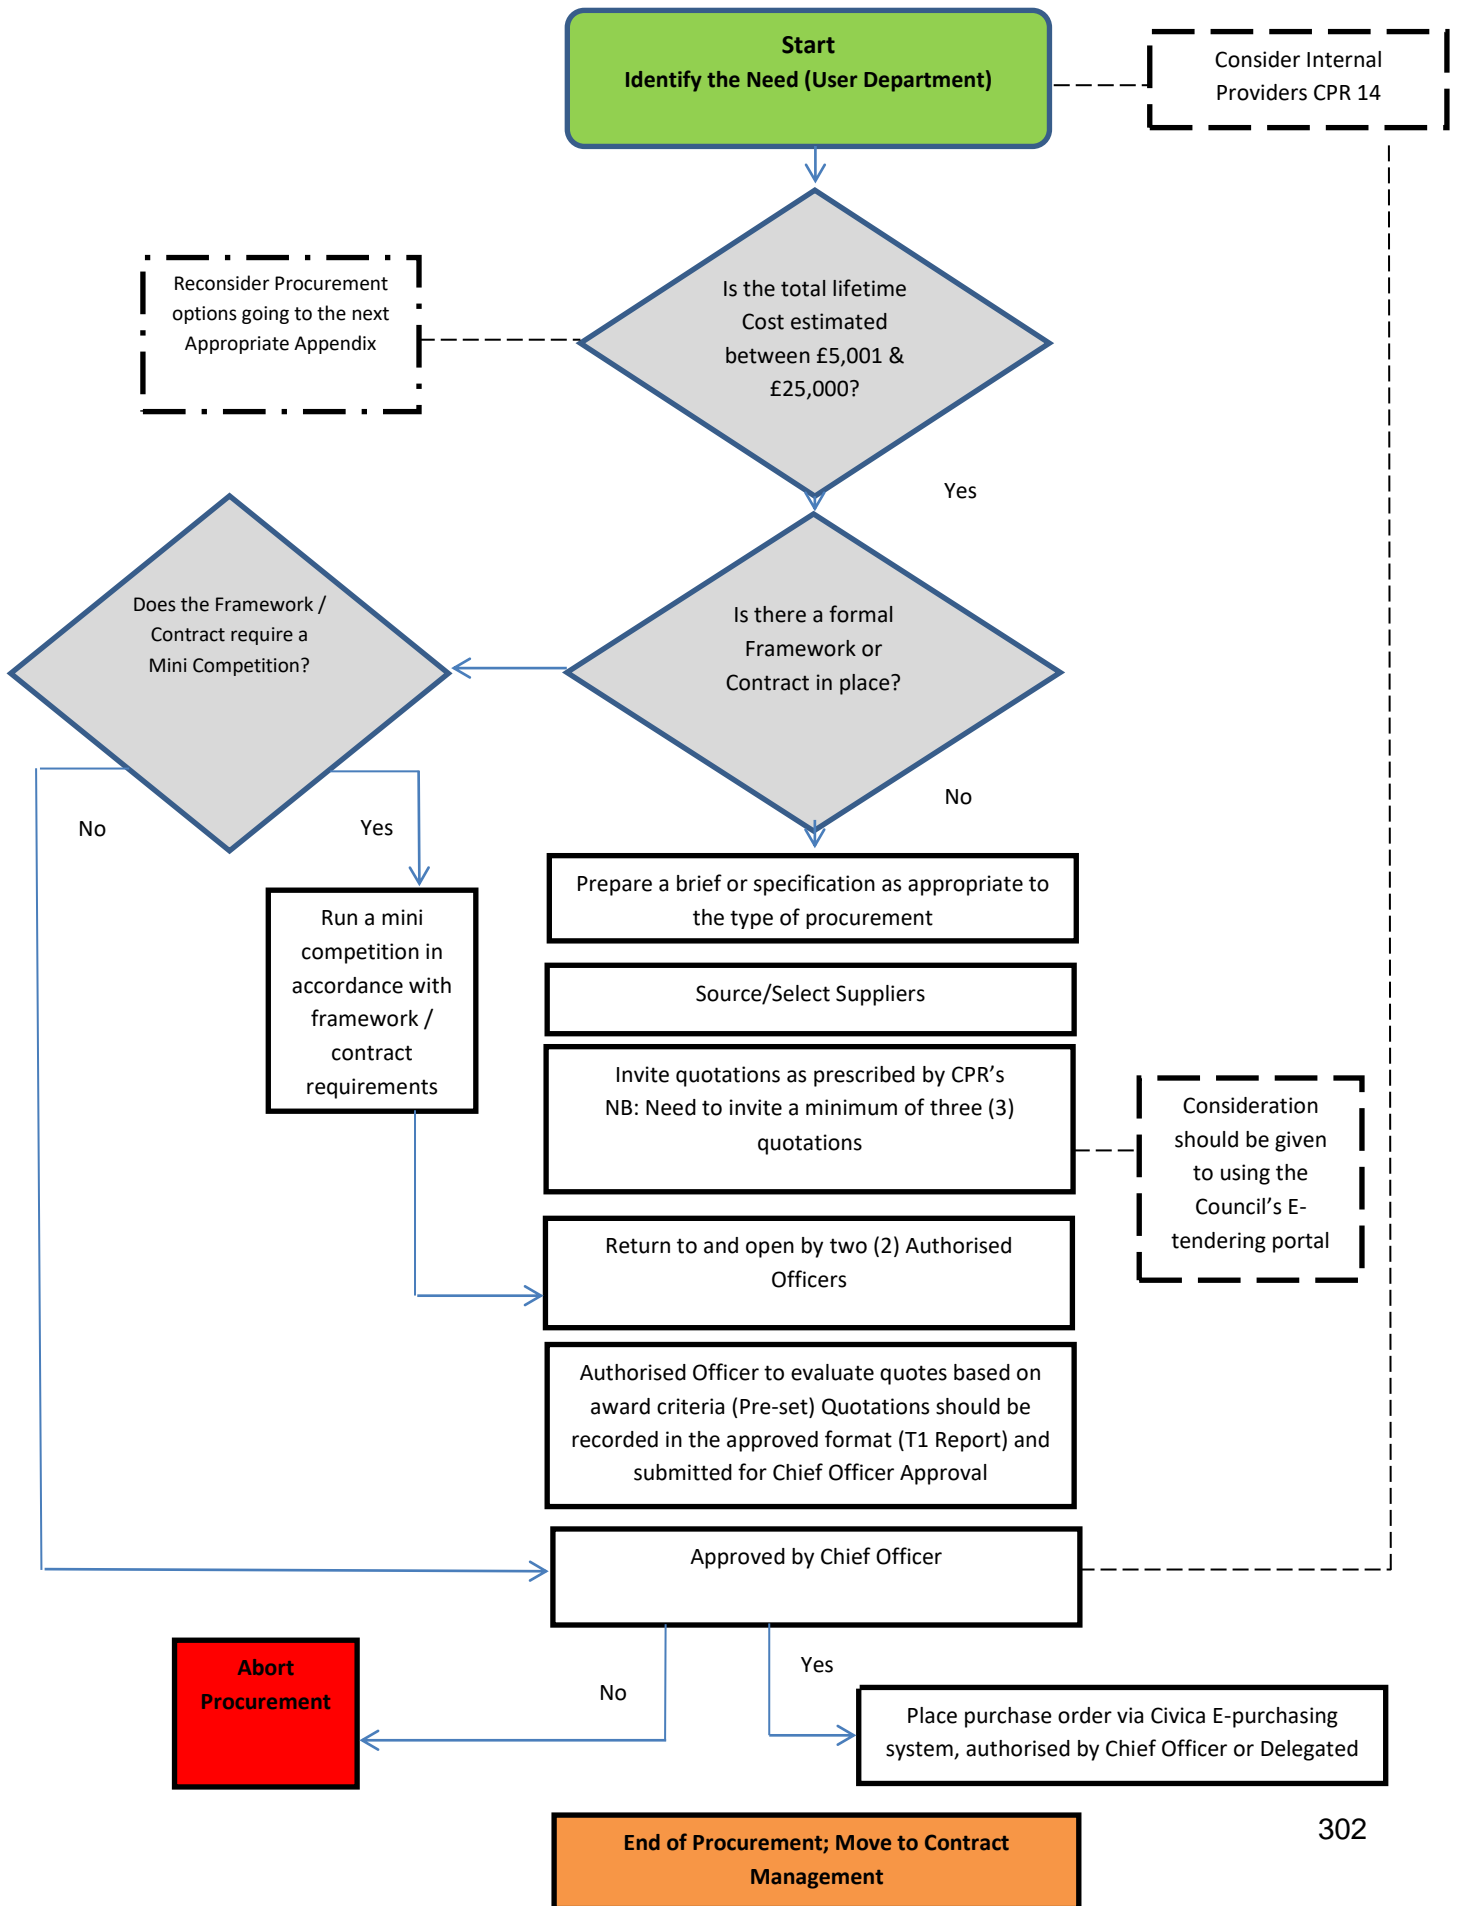 Start
Identify the Need (User Department)
Consider Internal
Providers CPR 14
Reconsider Procurement
options going to the next
Appropriate Appendix
Is the total lifetime
Cost estimated
between £5,001 &
£25,000?
Yes
Does the Framework /
Contract require a
Mini Competition?
Is there a formal
Framework or
Contract in place?
No
No
Yes
Prepare a brief or specification as appropriate to
the type of procurement
Run a mini
competition in
accordance with
framework /
contract
requirements
Source/Select Suppliers
Invite quotations as prescribed by CPR's
NB: Need to invite a minimum of three (3)
quotations
Consideration
should be given
to using the
Council's E-
tendering portal
Return to and open by two (2) Authorised
Officers
Authorised Officer to evaluate quotes based on
award criteria (Pre-set) Quotations should be
recorded in the approved format (T1 Report) and
submitted for Chief Officer Approval
Approved by Chief Officer
Abort
Procurement
No
Yes
Place purchase order via Civica E-purchasing
system, authorised by Chief Officer or Delegated
End of Procurement; Move to Contract
Management
302